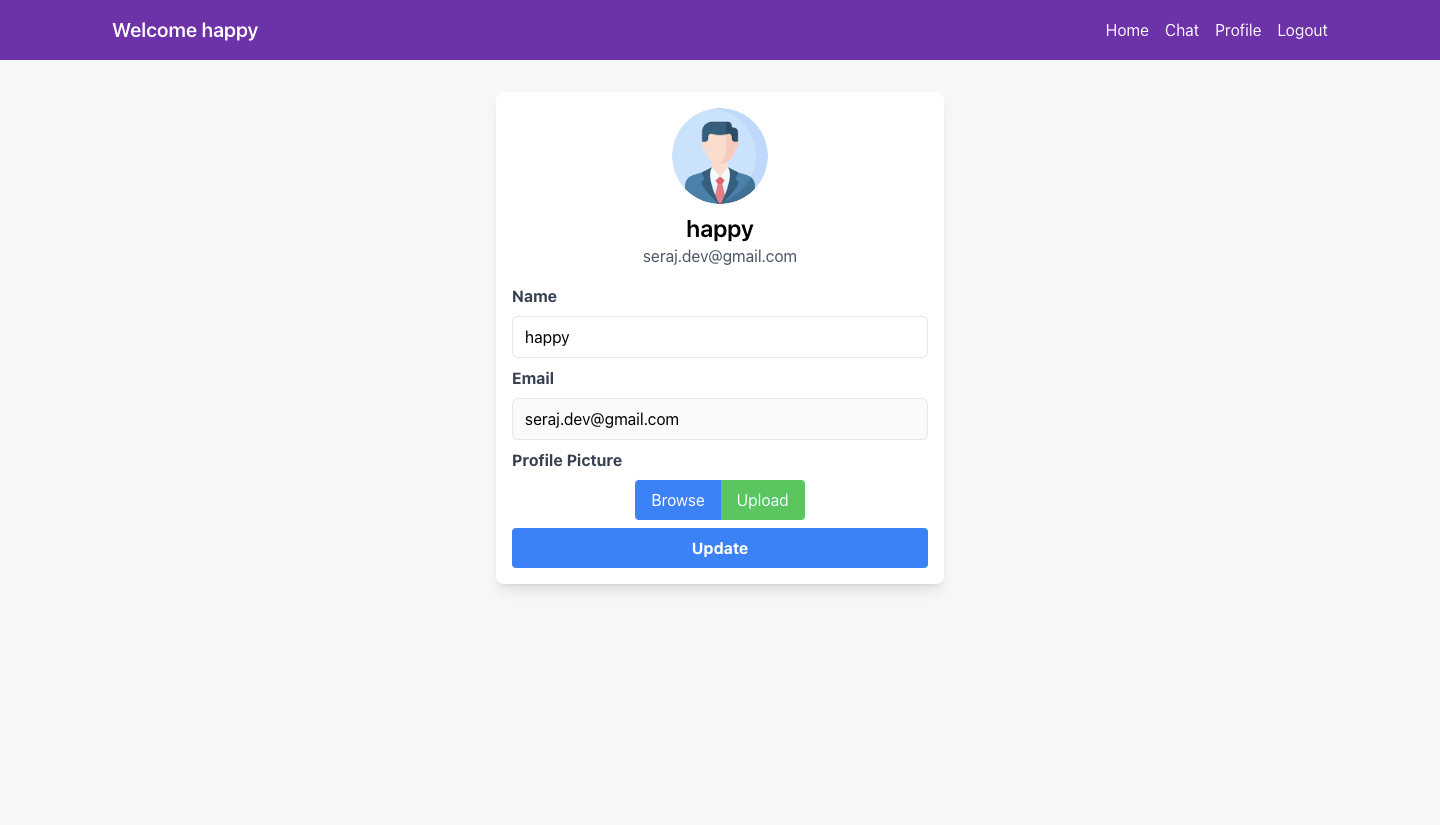 Welcome happy
Home Chat Profile Logout
happy
seraj.dev@gmail.com
Name
happy
Email
seraj.dev@gmail.com
Profile Picture
Browse Upload
Update